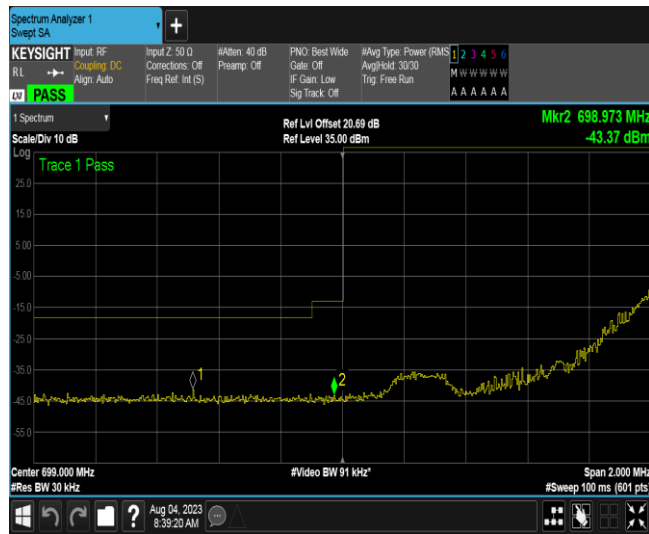 Spectrum Analyzer 1
Swept SA
+
KEYSIGHT
RL
LXI PASS
Input: RF
Coupling: DC
Align: Auto
Input Z: 50 Ω
Corrections: Off
Freq Ref: Int (S)
#Atten: 40 dB
Preamp: Off
PNO: Best Wide
Gate: Off
IF Gain: Low
Sig Track: Off
#Avg Type: Power (RMS
Avg|Hold: 30/30
Trig: Free Run
1 2 3 4 5 6
M W W W W W
A A A A A A
1 Spectrum
Scale/Div 10 dB
Ref Lvl Offset 20.69 dB
Ref Level 35.00 dBm
Mkr2 698.973 MHz
-43.37 dBm
Log
Trace 1 Pass
25.0
15.0
5.00
-5.00
-15.0
-25.0
-35.0
-45.0
-55.0
1
2
Center 699.000 MHz
#Res BW 30 kHz
#Video BW 91 kHz*
Span 2.000 MHz
#Sweep 100 ms (601 pts
?
Aug 04, 2023
8:39:20 AM